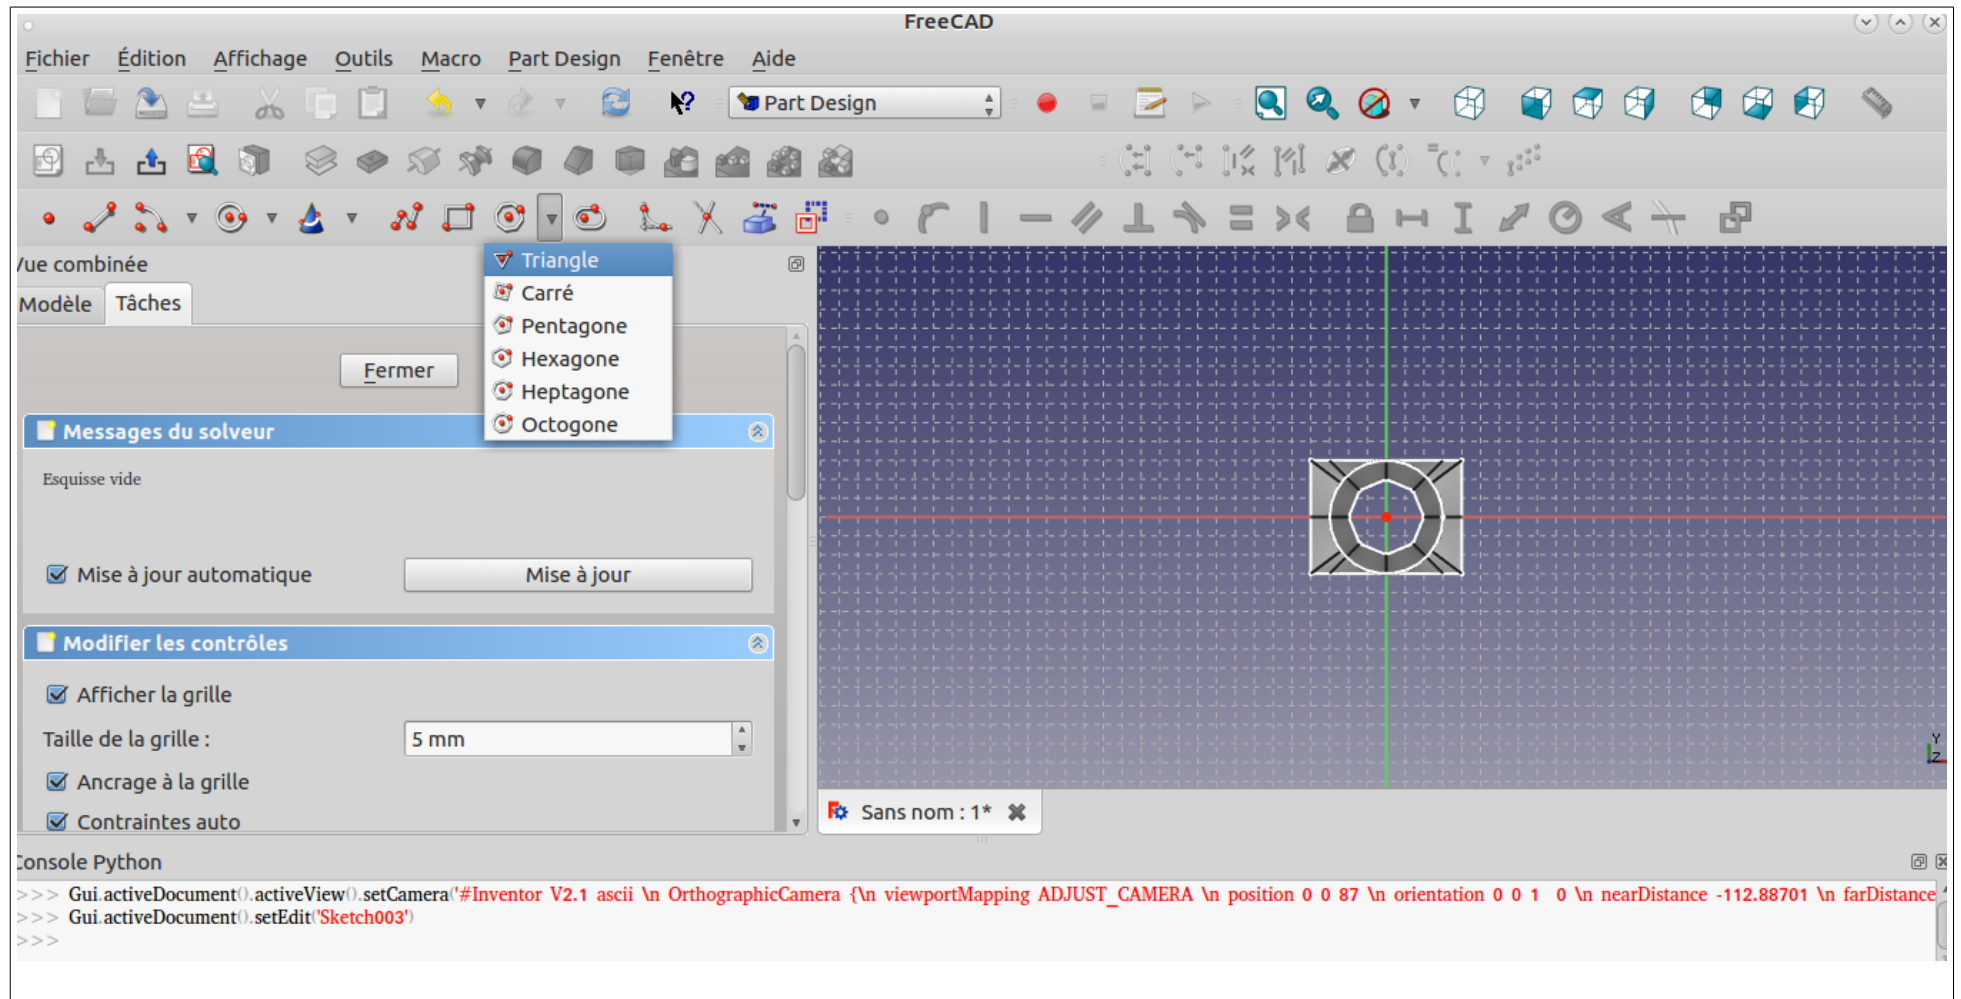 FreeCAD
Fichier Édition Affichage Outils Macro Part Design Fenêtre Aide
Part Design
Vue combinée
Modèle Tâches
Triangle
Carré
Pentagone
Hexagone
Heptagone
Octogone
Fermer
Messages du solveur
Esquisse vide
Mise à jour automatique Mise à jour
Modifier les contrôles
Afficher la grille
Taille de la grille : 5 mm
Ancrage à la grille
Contraintes auto
Y
Z
Sans nom : 1*
Console Python
>>> Gui.activeDocument().activeView().setCamera('#Inventor V2.1 ascii \n OrthographicCamera {\n viewportMapping ADJUST_CAMERA \n position 0 0 87 \n orientation 0 0 1 0 \n nearDistance -112.88701 \n farDistance
>>> Gui.activeDocument().setEdit('Sketch003')
>>>